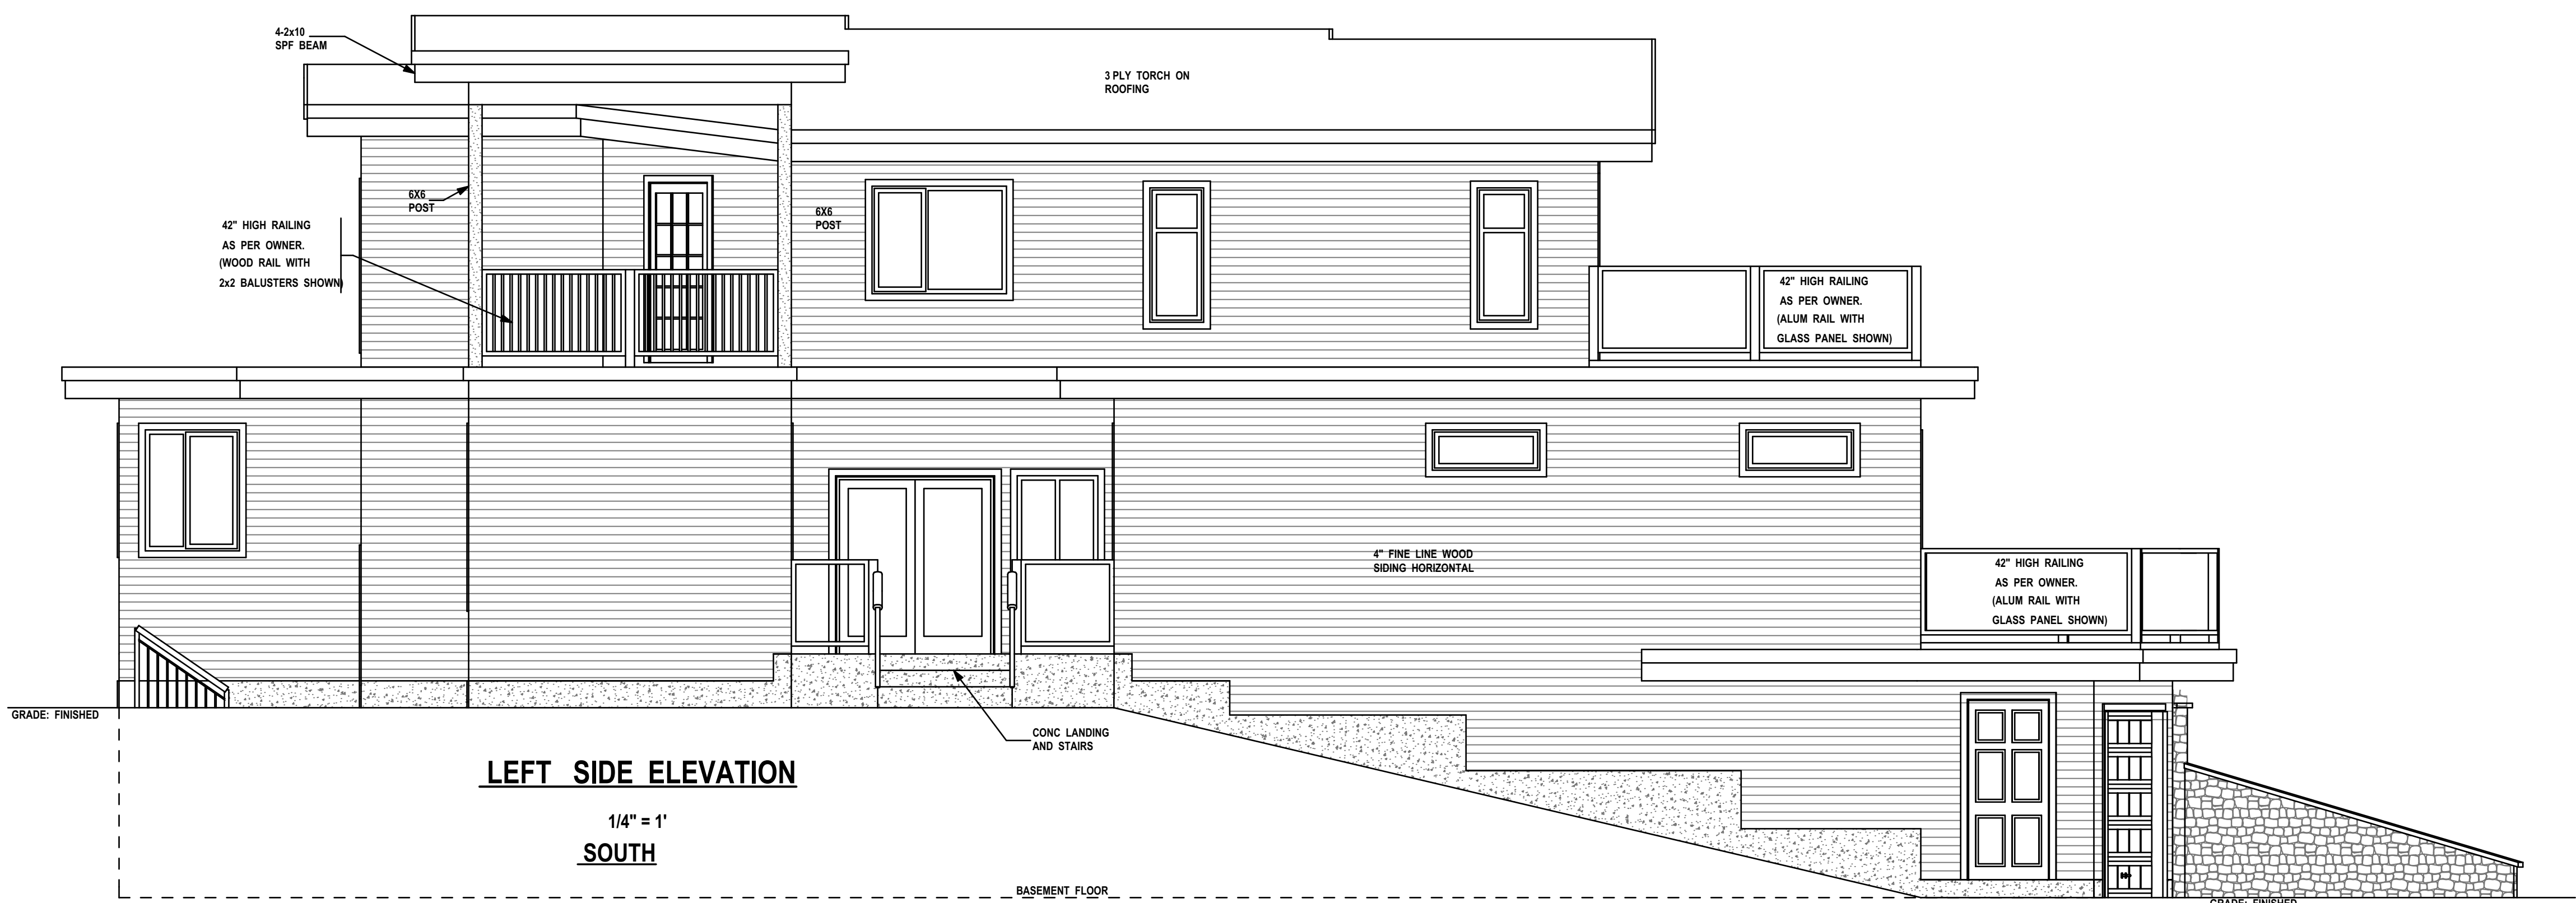 4-2x10
SPF BEAM
3 PLY TORCH ON
ROOFING
6X6
POST
6X6
POST
42" HIGH RAILING
AS PER OWNER.
(WOOD RAIL WITH
2x2 BALUSTERS SHOWN)
42" HIGH RAILING
AS PER OWNER.
(ALUM RAIL WITH
GLASS PANEL SHOWN)
4" FINE LINE WOOD
SIDING HORIZONTAL
42" HIGH RAILING
AS PER OWNER.
(ALUM RAIL WITH
GLASS PANEL SHOWN)
GRADE: FINISHED
CONC LANDING
AND STAIRS
LEFT SIDE ELEVATION
1/4" = 1'
SOUTH
BASEMENT FLOOR
GRADE: FINISHED